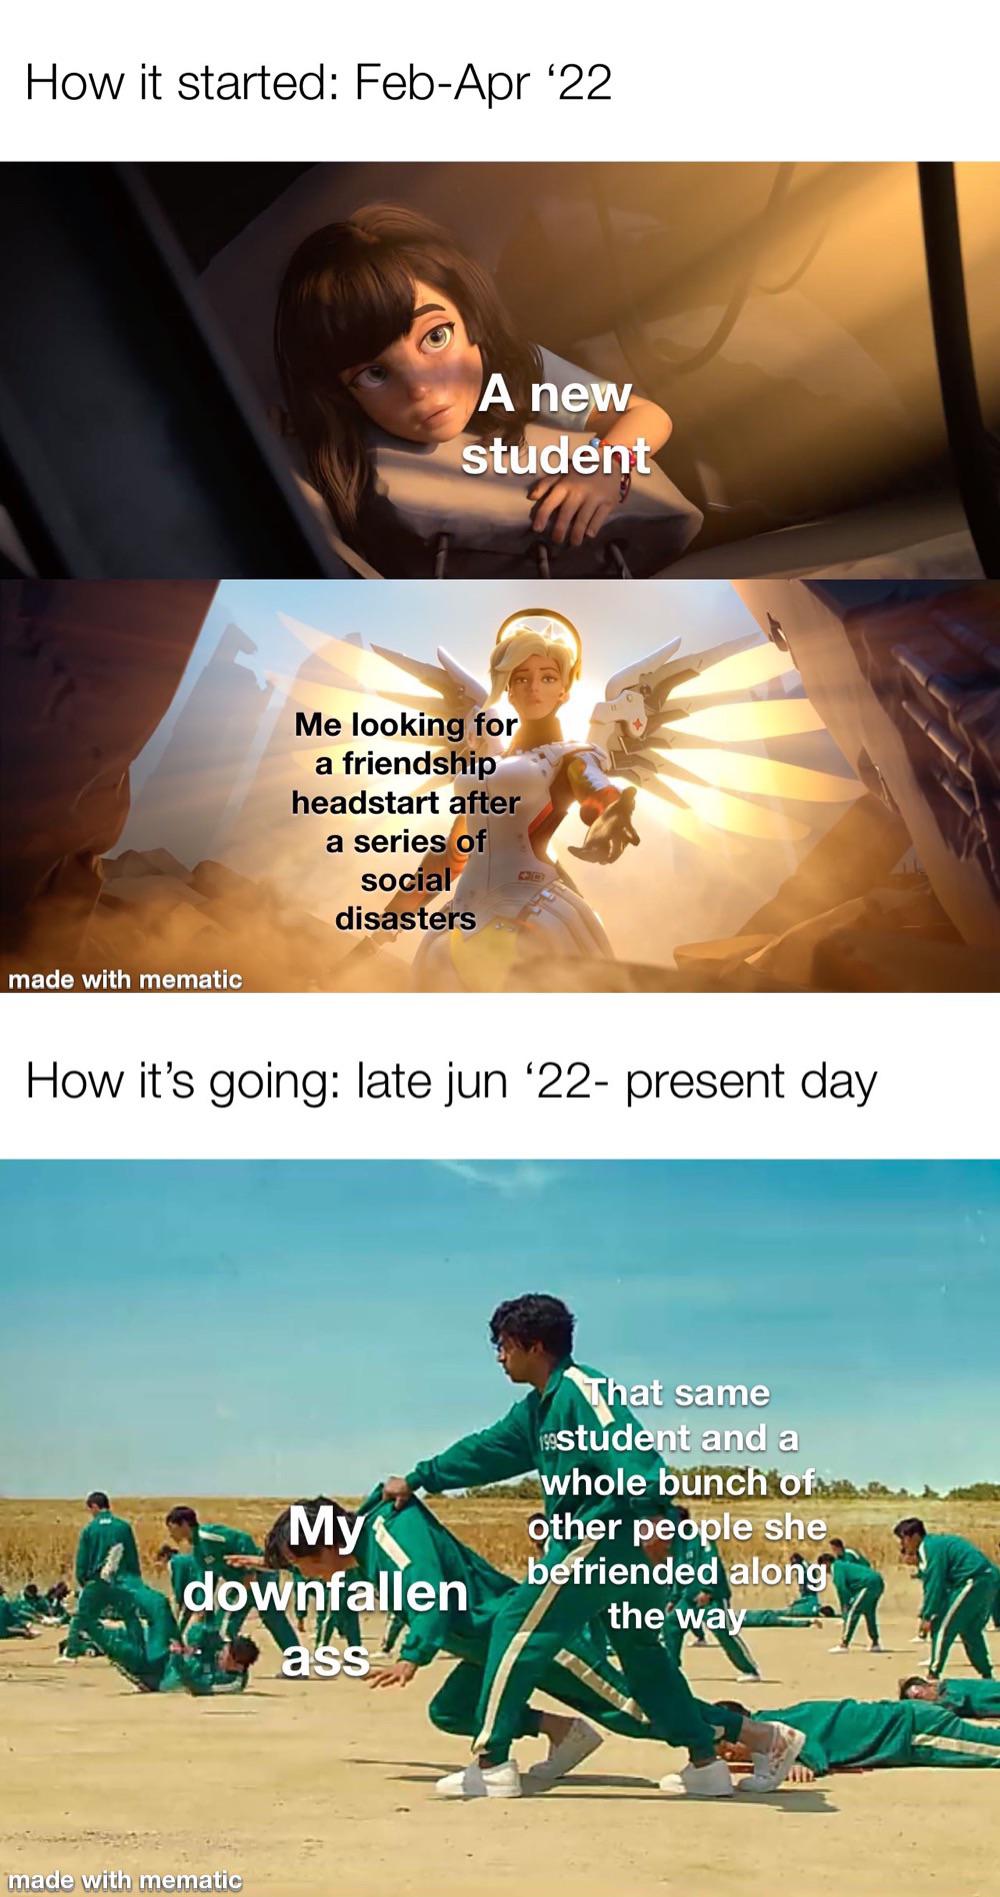 How it started: Feb-Apr ‘22
A new
student
Me looking for
a friendship
headstart after
a series of
social
disasters
made with mematic
How it’s going: late jun ‘22- present day
That same
student and a
whole bunch of
other people she
befriended along
the way
199
My
downfallen
ass
made with mematic